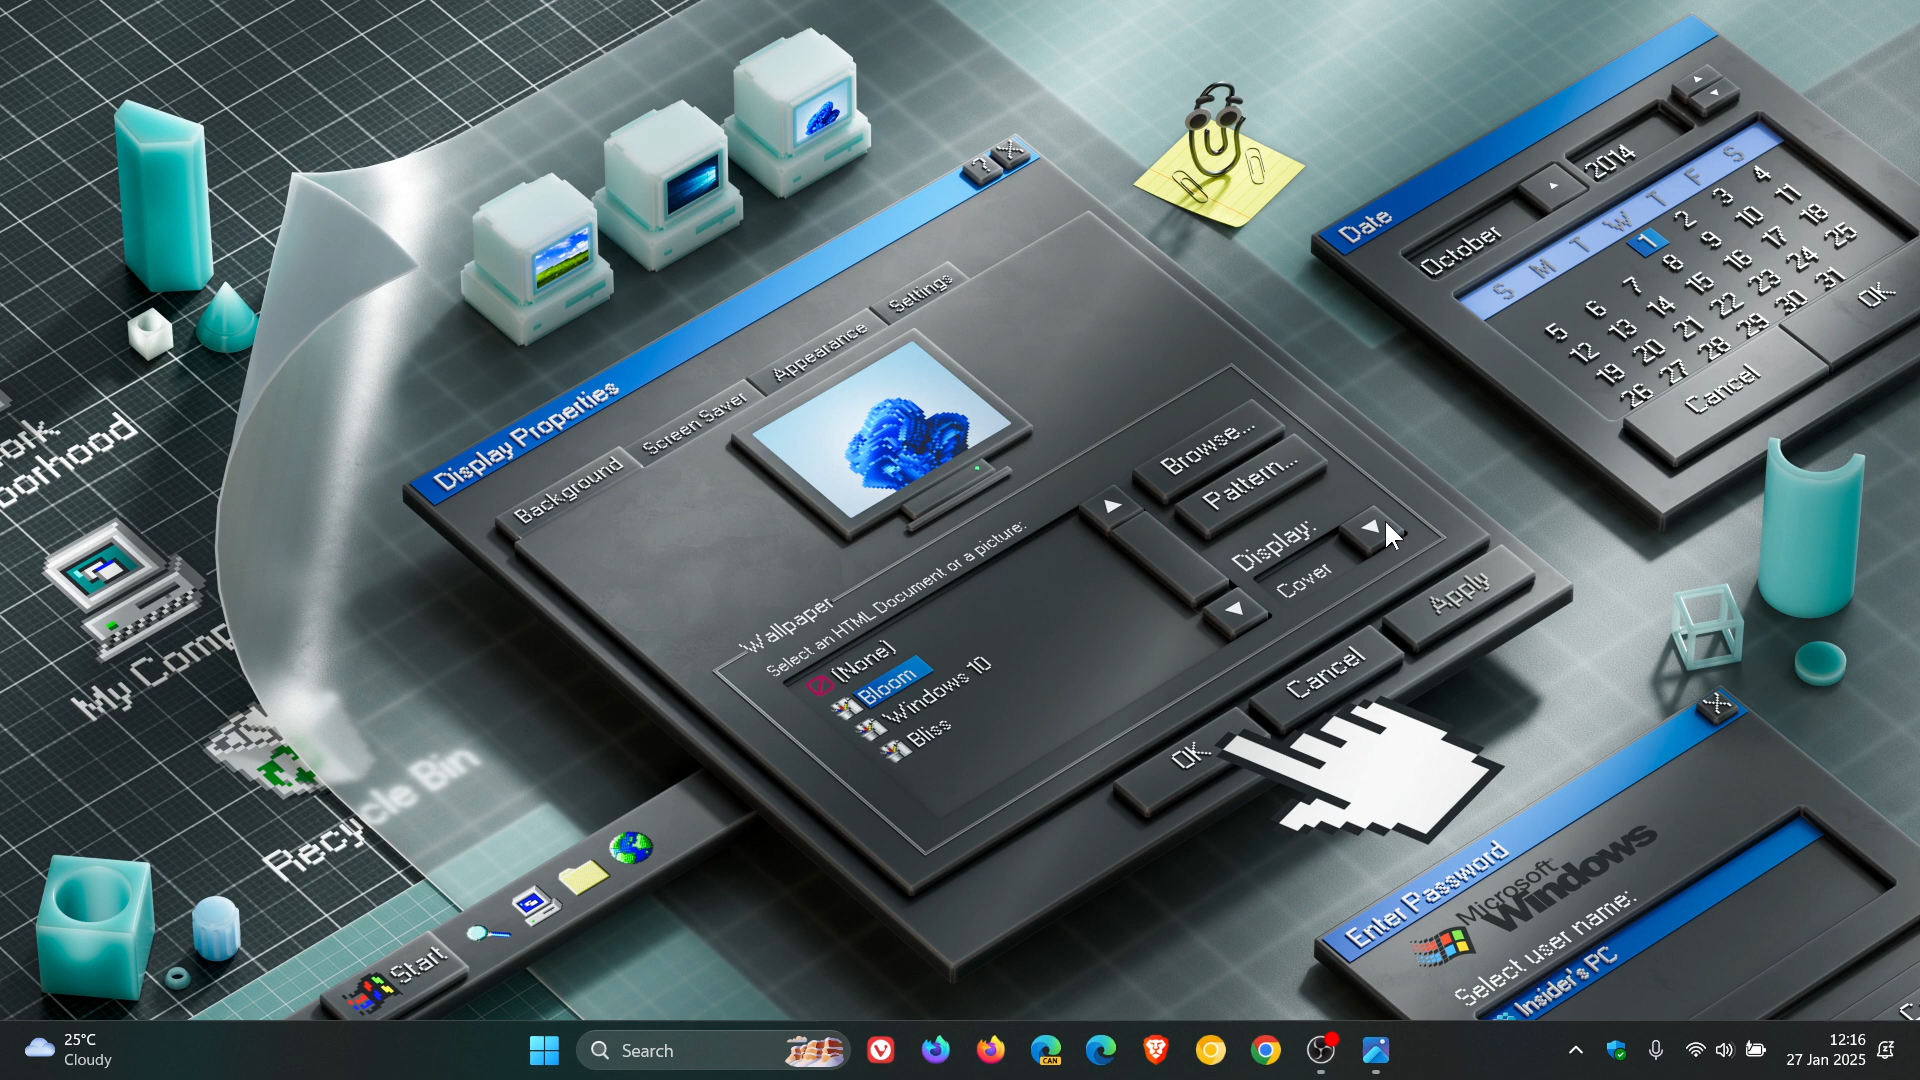 Date
October
2014
S M T W T F S
1 2 3 4
5 6 7 8 9 10 11
12 13 14 15 16 17 18
19 20 21 22 23 24 25
26 27 28 29 30 31
Cancel
OK
?
Display Properties
Background
Screen Saver
Appearance
Settings
Wallpaper
Select an HTML Document or a picture:
(None)
Bloom
Windows 10
Bliss
Browse...
Pattern...
Display:
Cover
OK
Cancel
Apply
oorhood
My Comp
Recycle Bin
Start
Enter Password
Microsoft
Windows
Select user name:
Insider's PC
25°C
Cloudy
Search
CAN
12:16
27 Jan 2025